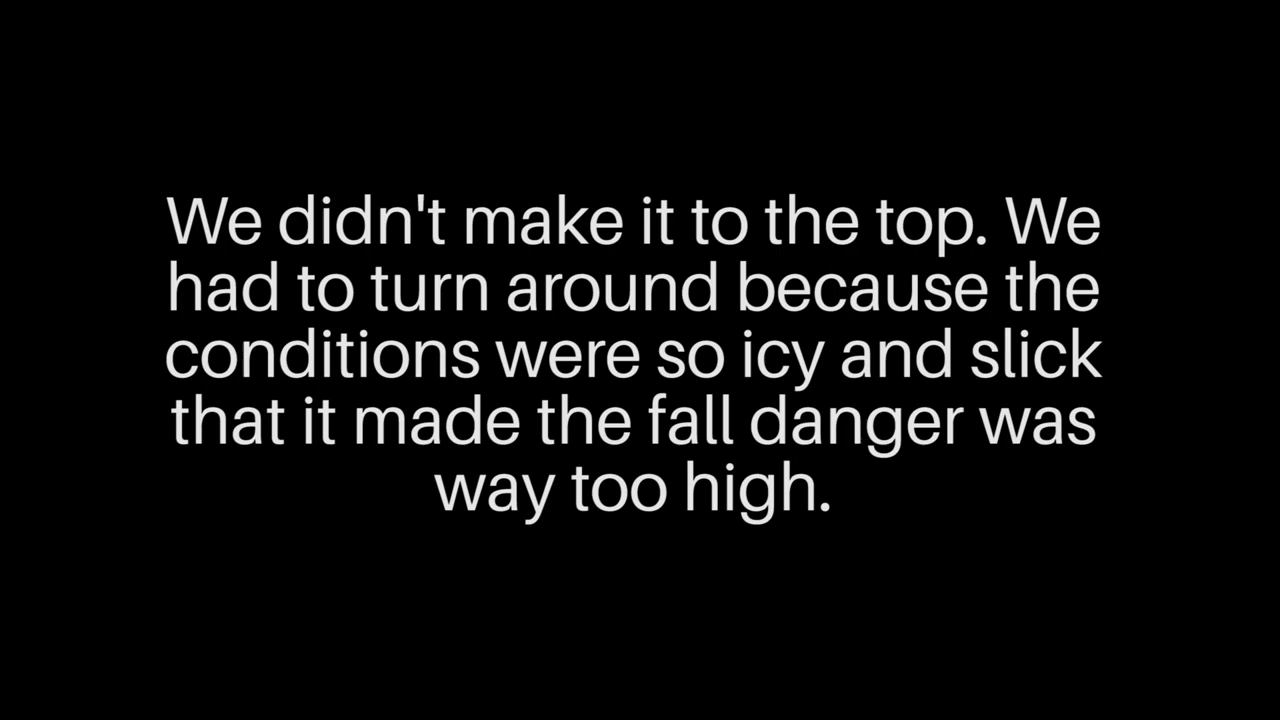 We didn't make it to the top. We
had to turn around because the
conditions were so icy and slick
that it made the fall danger was
way too high.